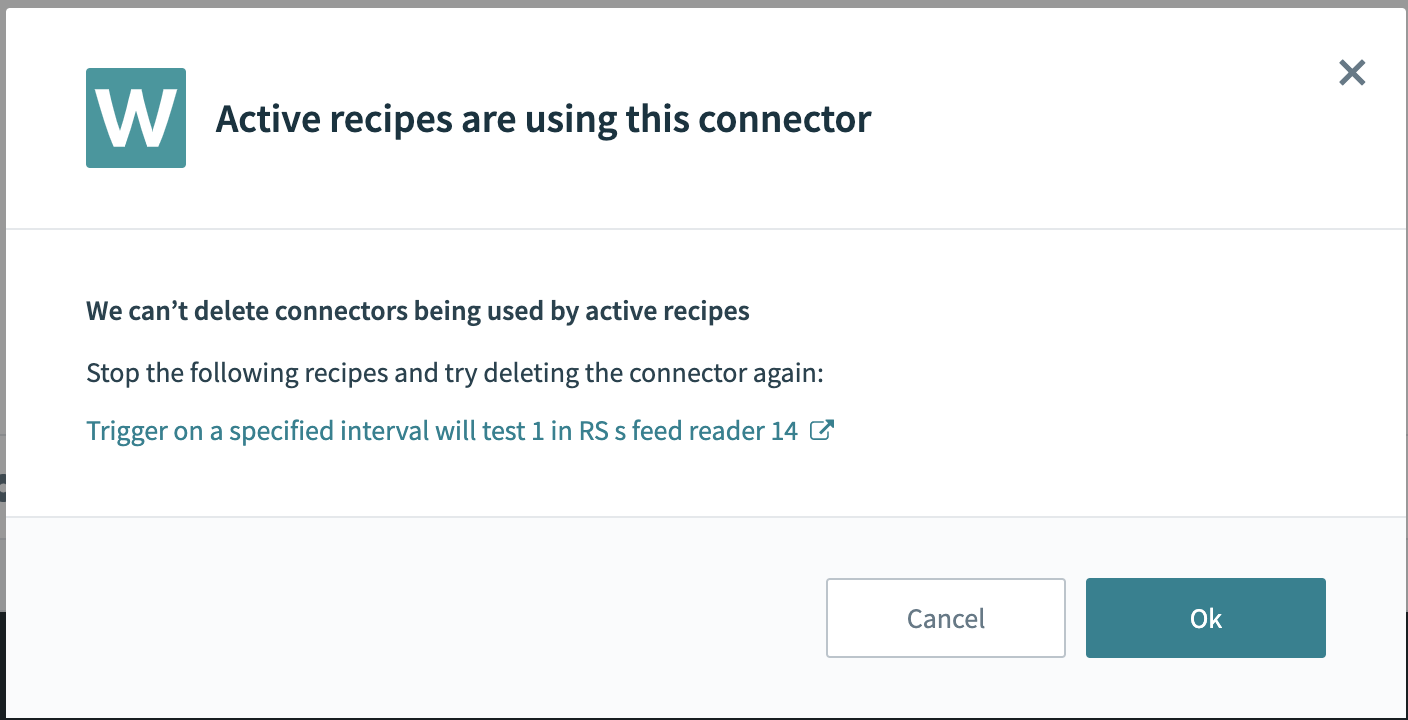 W
Active recipes are using this connector
We can’t delete connectors being used by active recipes
Stop the following recipes and try deleting the connector again:
Trigger on a specified interval will test 1 in RS s feed reader 14
Cancel
Ok